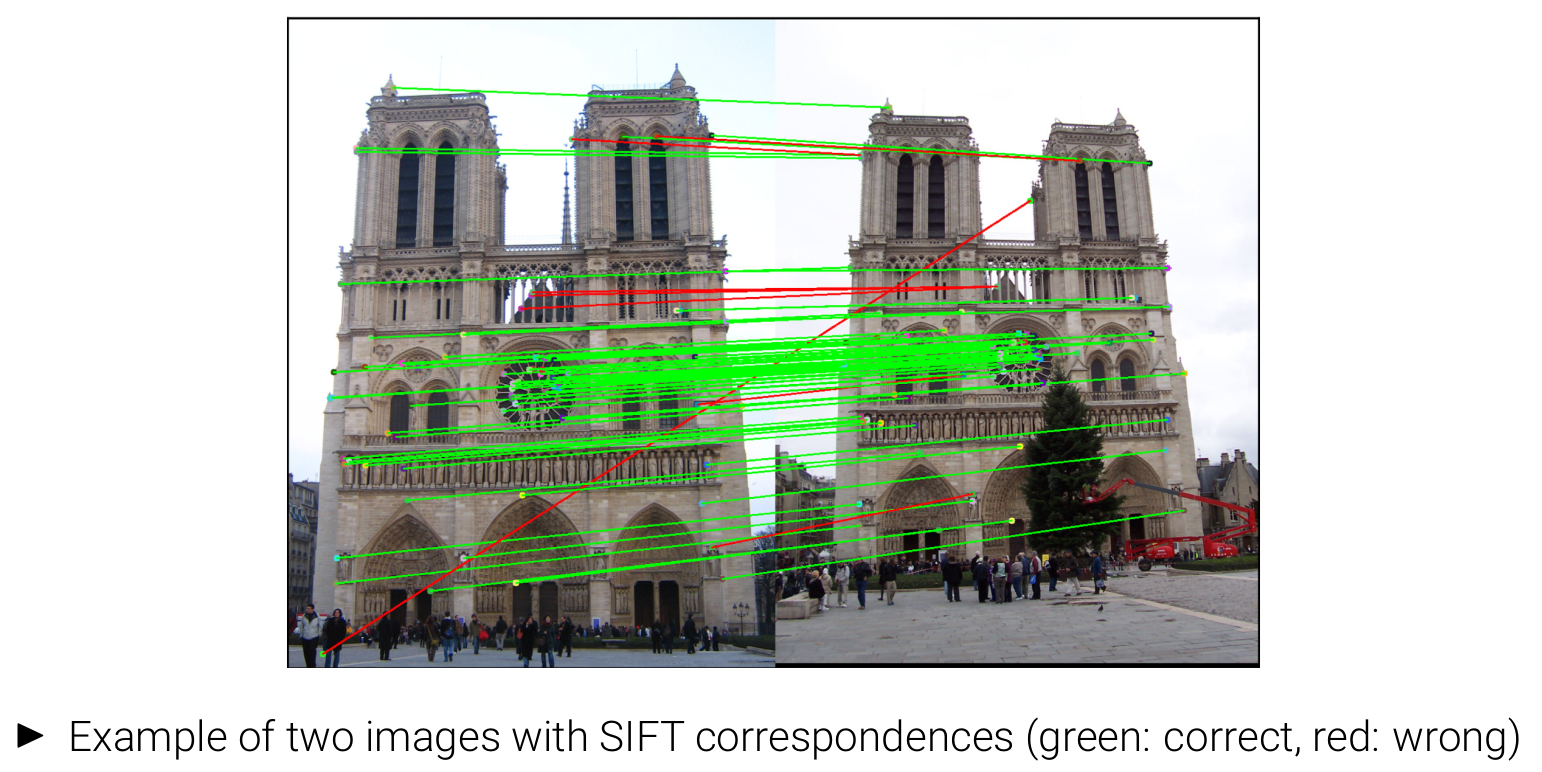 ► Example of two images with SIFT correspondences (green: correct, red: wrong)